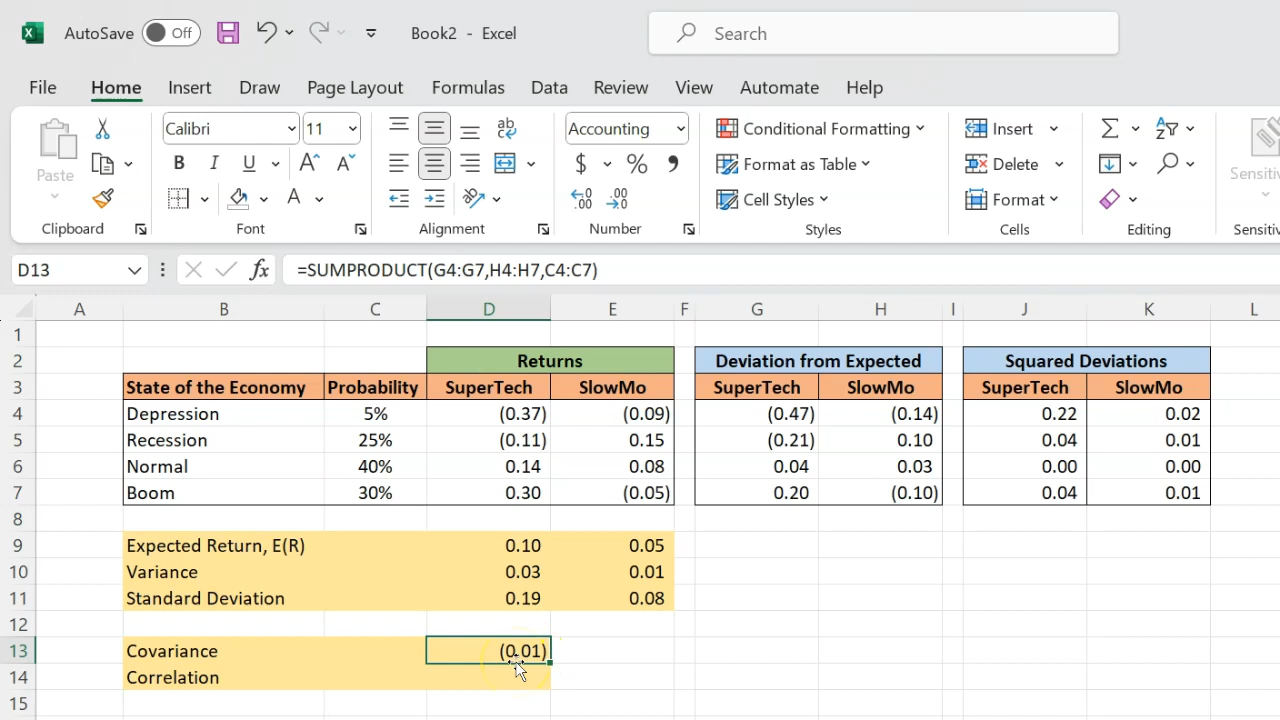 AutoSave Off Book2 - Excel Search
File Home Insert Draw Page Layout Formulas Data Review View Automate Help
Calibri 11 Accounting Conditional Formatting Insert
Paste B I U A A $ % Format as Table Delete Sensitiv
A Cell Styles Format
Clipboard Font Alignment Number Styles Cells Editing Sensitiv
D13 fx =SUMPRODUCT(G4:G7,H4:H7,C4:C7)
A B C D E F G H I J K L
1
2 Returns Deviation from Expected Squared Deviations
3 State of the Economy Probability SuperTech SlowMo SuperTech SlowMo SuperTech SlowMo
4 Depression 5% (0.37) (0.09) (0.47) (0.14) 0.22 0.02
5 Recession 25% (0.11) 0.15 (0.21) 0.10 0.04 0.01
6 Normal 40% 0.14 0.08 0.04 0.03 0.00 0.00
7 Boom 30% 0.30 (0.05) 0.20 (0.10) 0.04 0.01
8
9 Expected Return, E(R) 0.10 0.05
10 Variance 0.03 0.01
11 Standard Deviation 0.19 0.08
12
13 Covariance (0.01)
14 Correlation
15